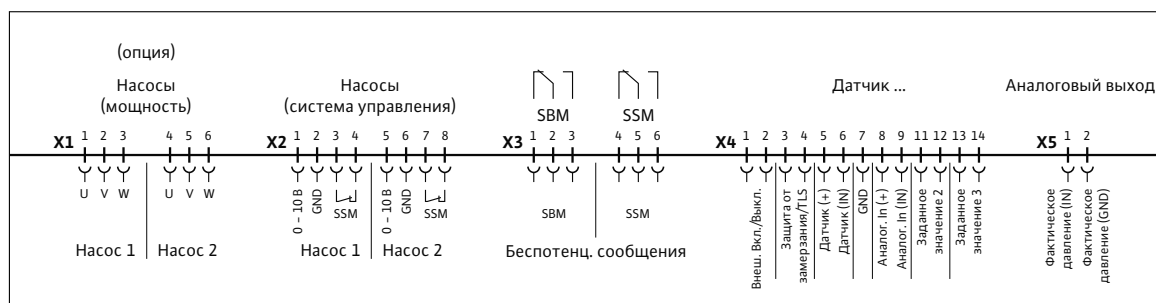 (опция)
Насосы
(мощность)
Насосы
(система управления)
SBM
SSM
Датчик ...
Аналоговый выход
X1 1 2 3 4 5 6
X2 1 2 3 4 5 6 7 8
X3 1 2 3 4 5 6
X4 1 2 3 4 5 6 7 8 9 11 12 13 14
X5 1 2
U V W U V W
0 – 10 В
GND
SSM
0 – 10 В
GND
SSM
SBM
SSM
Внеш. Вкл./Выкл.
Защита от
замерзания/TLS
Датчик (+)
Датчик (IN)
GND
Аналог. In (+)
Аналог. In (IN)
Заданное
значение 2
Заданное
значение 3
Фактическое
давление (IN)
Фактическое
давление (GND)
Насос 1 Насос 2
Насос 1 Насос 2
Беспотенц. сообщения